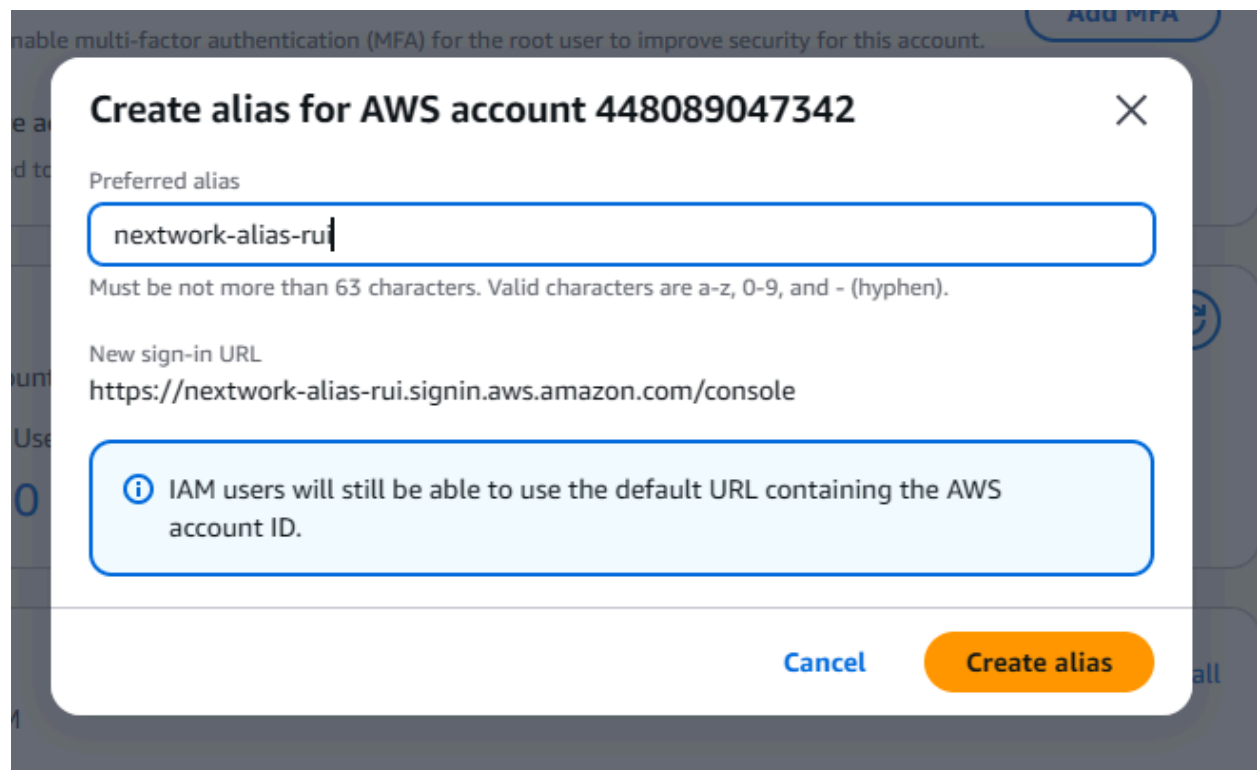 Add MFA
multi-factor authentication (MFA) for the root user to improve security for this account.
Create alias for AWS account 448089047342
Preferred alias
nextwork-alias-rui
Must be not more than 63 characters. Valid characters are a-z, 0-9, and - (hyphen).
New sign-in URL
https://nextwork-alias-rui.signin.aws.amazon.com/console
0
IAM users will still be able to use the default URL containing the AWS
account ID.
Cancel
Create alias